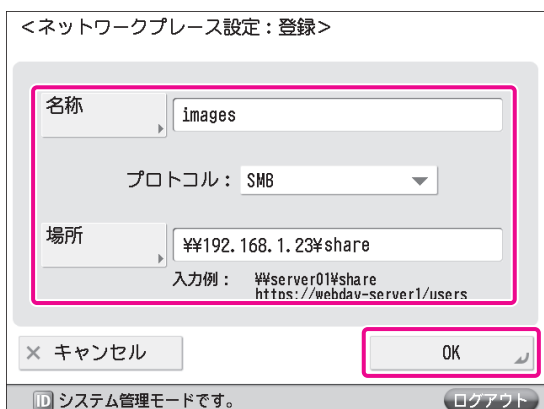 <ネットワークプレース設定：登録>
名称
images
プロトコル： SMB
場所
¥¥192.168.1.23¥share
入力例： ¥¥server01¥share
https://webdav-server1/users
× キャンセル
OK
ID システム管理モードです。
ログアウト